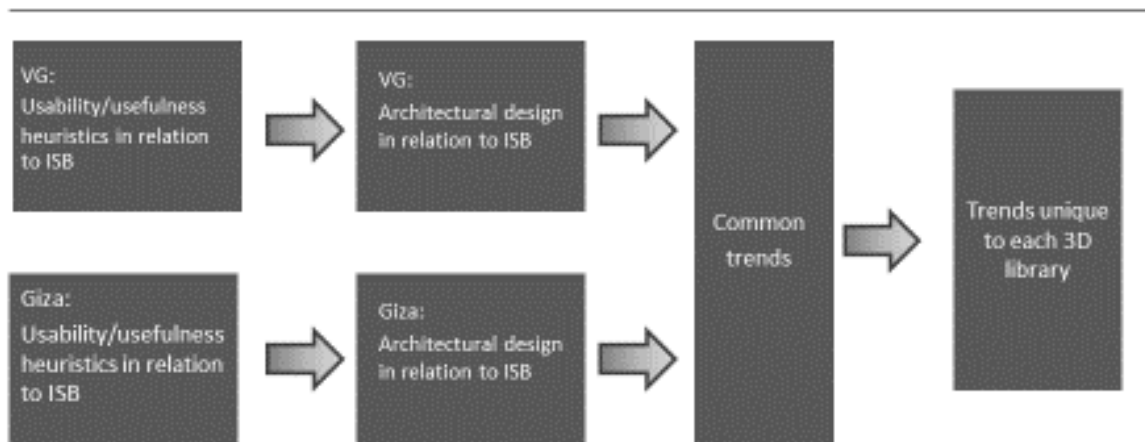 VG:
Usability/usefulness
heuristics in relation
to ISB
VG:
Architectural design
in relation to ISB
Giza:
Usability/usefulness
heuristics in relation
to ISB
Giza:
Architectural design
in relation to ISB
Common
trends
Trends unique
to each 3D
library